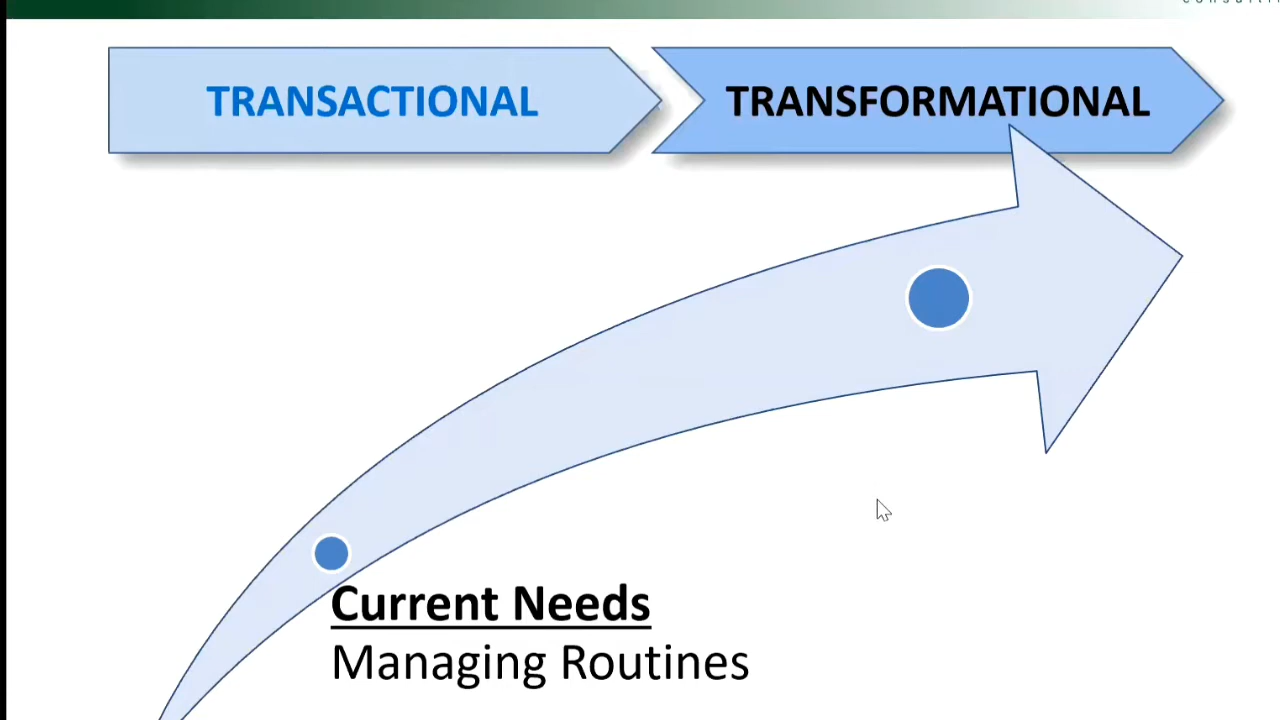 TRANSACTIONAL
TRANSFORMATIONAL
Current Needs
Managing Routines